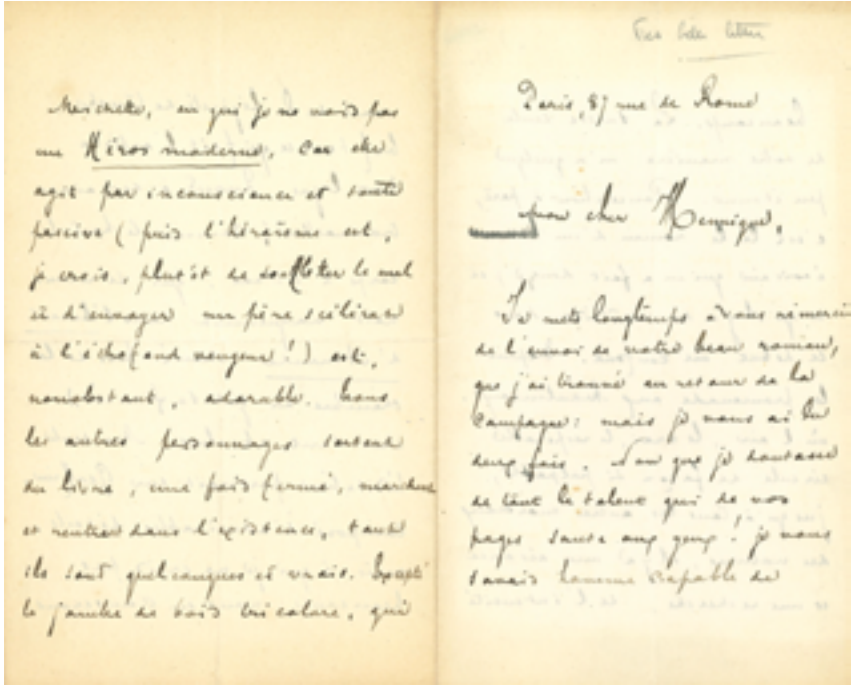 en qui je ne vois pas
un Héros moderne, car elle
agit par inconscience et santé
passive (puis l'héroïsme est,
je crois, plutôt de souffleter le mal
et d'envoyer un père scélérat
à l'échafaud vengeur!) est,
nonobstant, adorable. Tous
les autres personnages sortent
du livre, une fois fermé, marchent
et rentrent dans l'existence, tant
ils sont quelconques et vrais. Excepté
la jambe de bois tricolore, qui
Très belle lettre
Paris, 87 rue de Rome
Mon cher Hennique,
Je mets longtemps à vous remercier
de l'envoi de votre beau roman,
que j'ai trouvé au retour de la
campagne: mais je vous ai lu
deux fois. Non que je doutasse
de tout le talent qui de vos
pages saute aux yeux! je vous
savais homme capable de